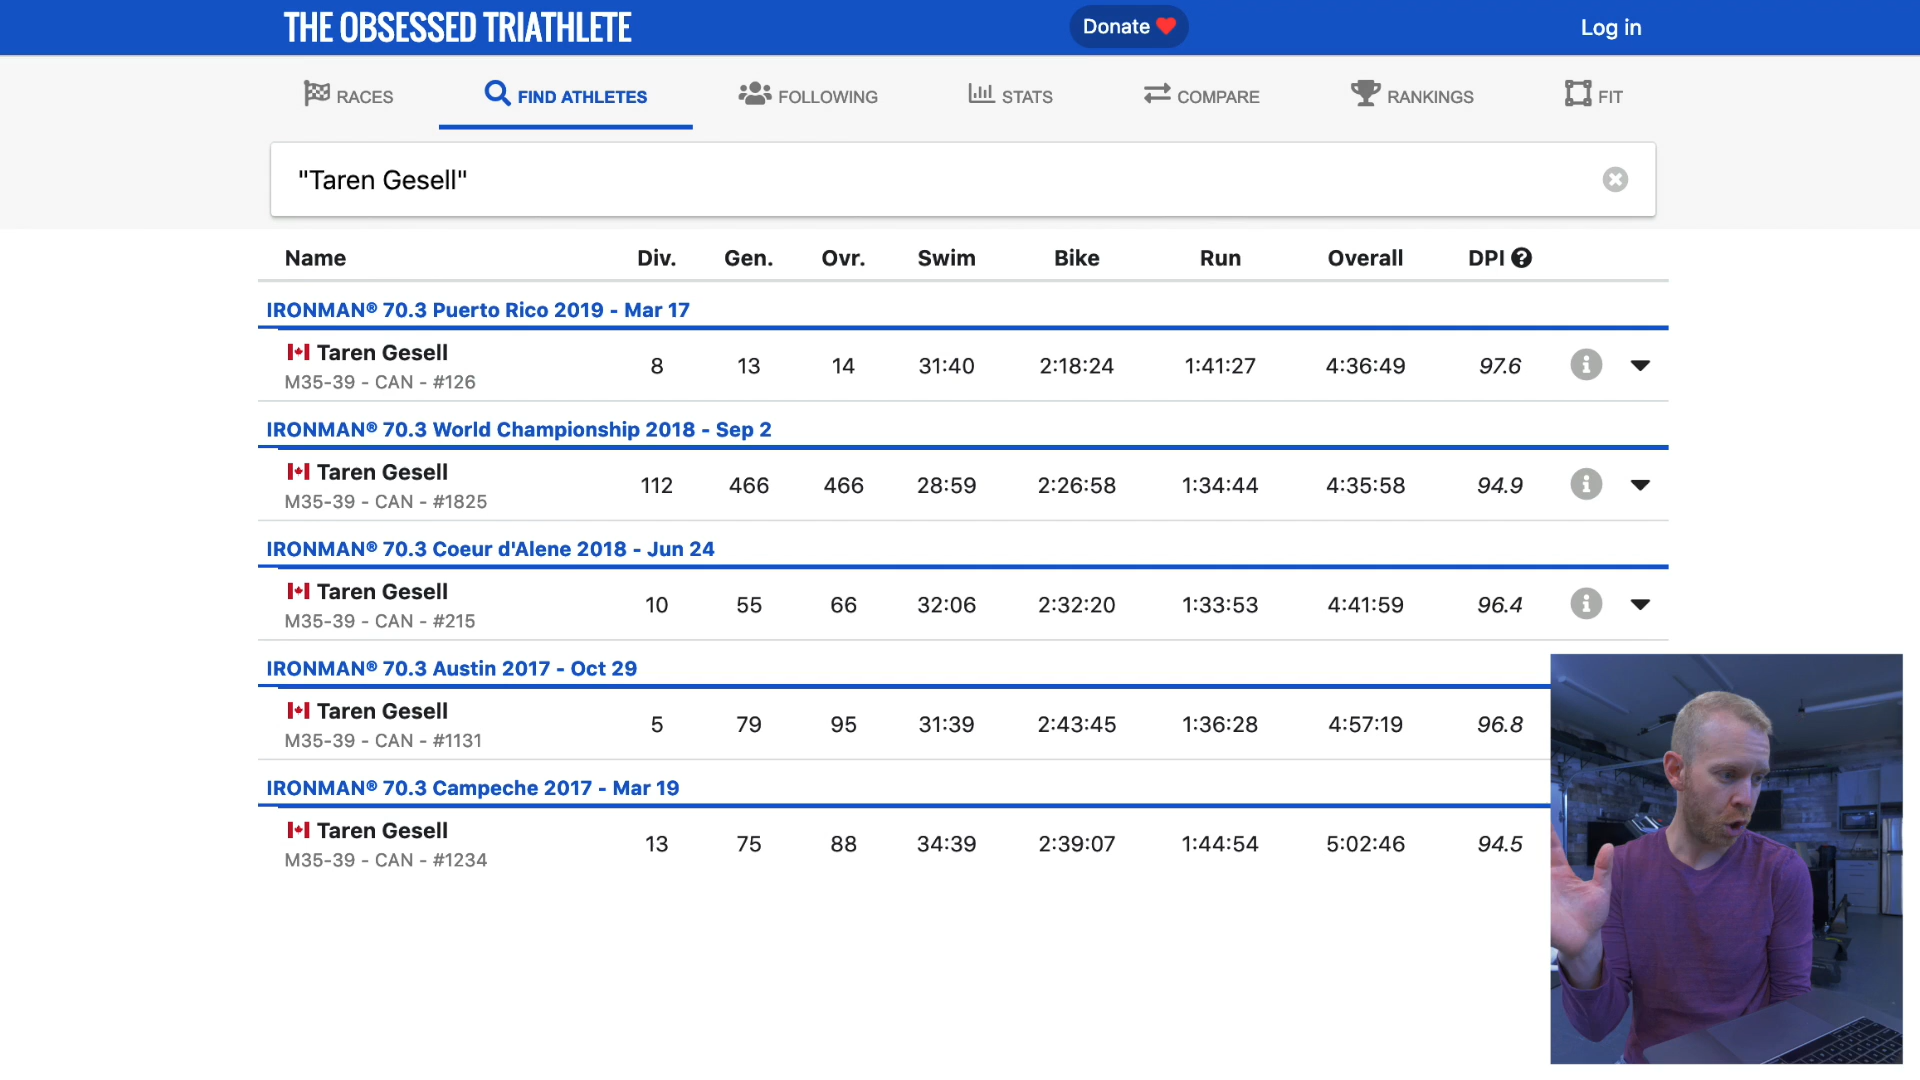 THE OBSESSED TRIATHLETE Donate Log in
RACES FIND ATHLETES FOLLOWING STATS COMPARE RANKINGS FIT
"Taren Gesell"
Name Div. Gen. Ovr. Swim Bike Run Overall DPI ?
IRONMAN® 70.3 Puerto Rico 2019 - Mar 17
Taren Gesell 8 13 14 31:40 2:18:24 1:41:27 4:36:49 97.6
M35-39 - CAN - #126
IRONMAN® 70.3 World Championship 2018 - Sep 2
Taren Gesell 112 466 466 28:59 2:26:58 1:34:44 4:35:58 94.9
M35-39 - CAN - #1825
IRONMAN® 70.3 Coeur d'Alene 2018 - Jun 24
Taren Gesell 10 55 66 32:06 2:32:20 1:33:53 4:41:59 96.4
M35-39 - CAN - #215
IRONMAN® 70.3 Austin 2017 - Oct 29
Taren Gesell 5 79 95 31:39 2:43:45 1:36:28 4:57:19 96.8
M35-39 - CAN - #1131
IRONMAN® 70.3 Campeche 2017 - Mar 19
Taren Gesell 13 75 88 34:39 2:39:07 1:44:54 5:02:46 94.5
M35-39 - CAN - #1234